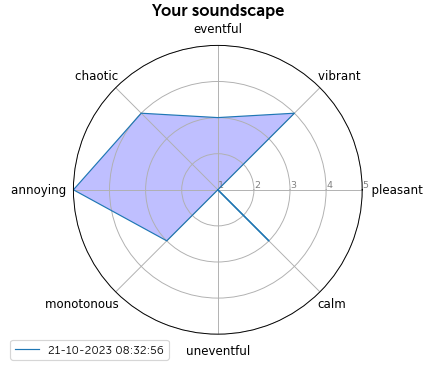 Your soundscape
eventful
chaotic
vibrant
annoying
1
2
3
4
5
pleasant
monotonous
calm
21-10-2023 08:32:56
uneventful